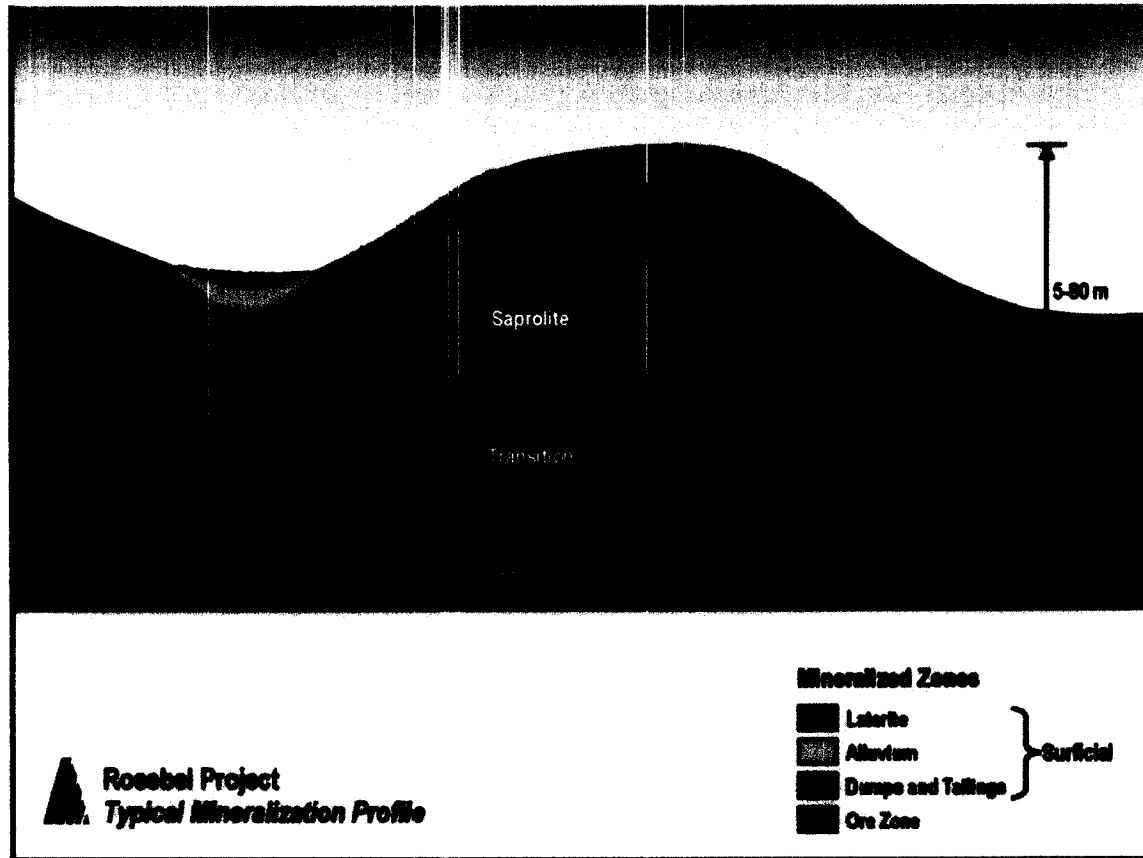 5-80 m
Saprolite
Transition
Mineralized Zones
Laterite
Alluvium
Surficial
Dumps and Tailings
Ore Zone
Rosebel Project
Typical Mineralization Profile